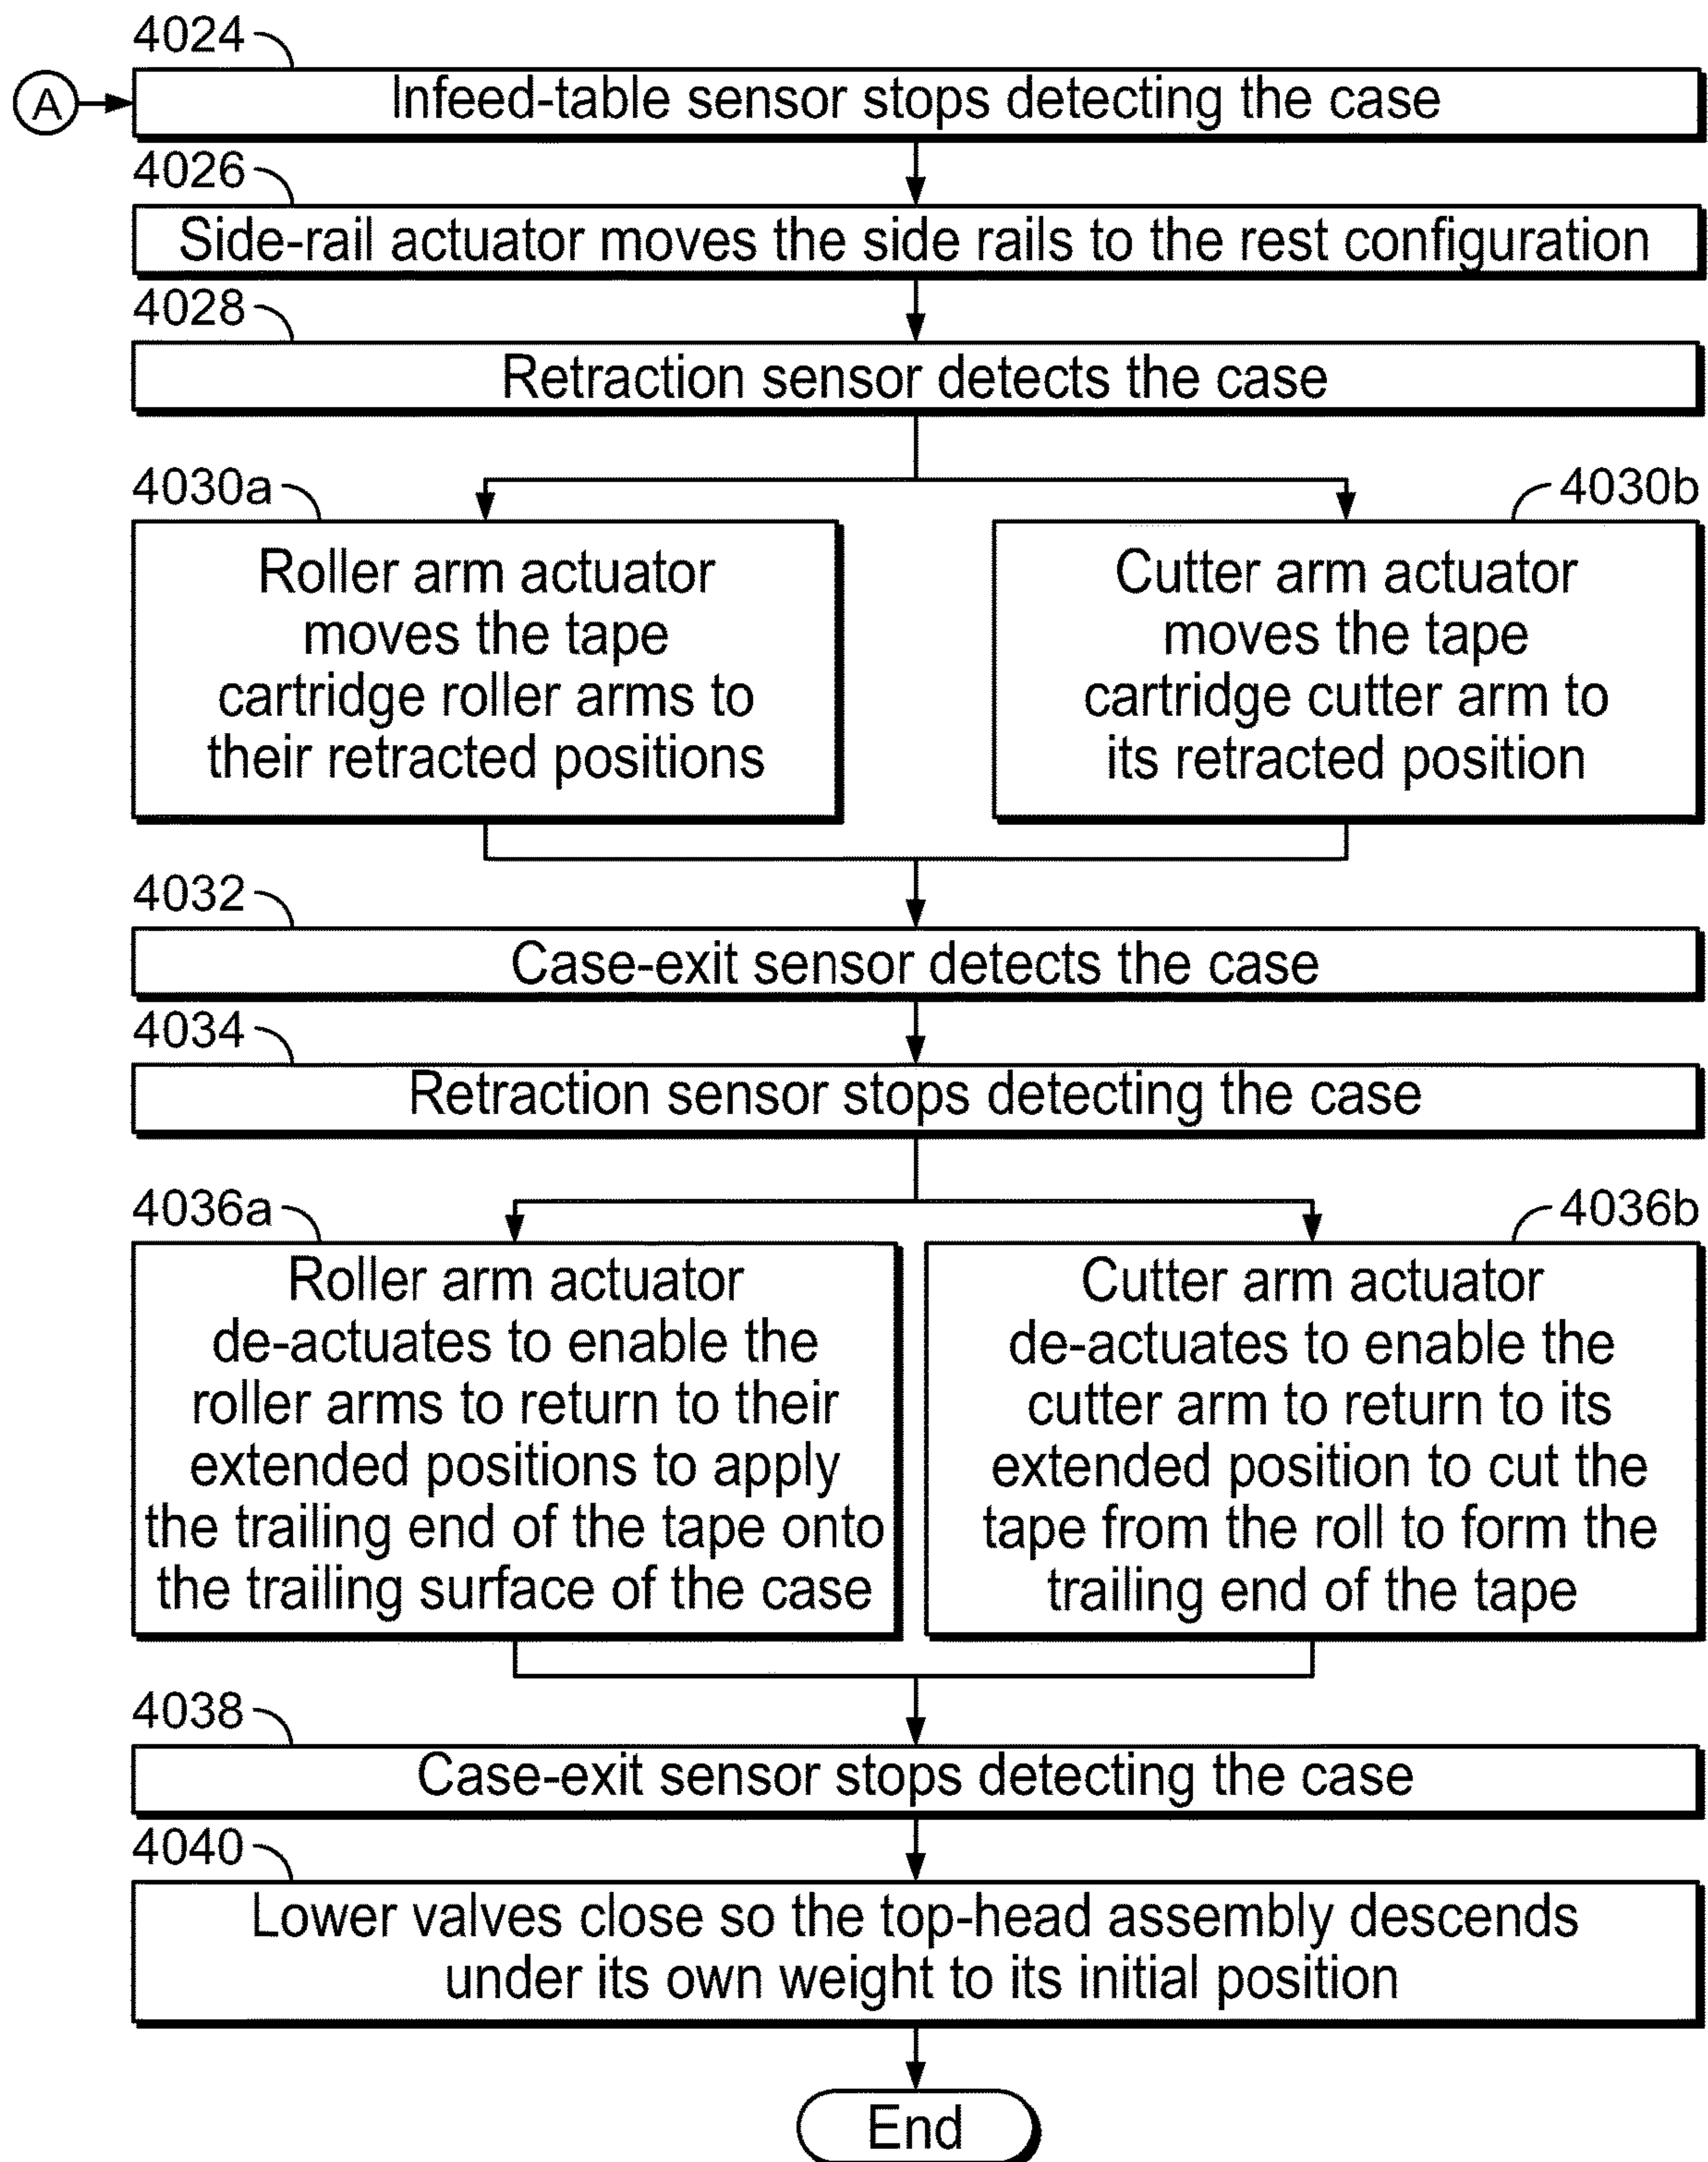 4024
A
Infeed-table sensor stops detecting the case
4026
Side-rail actuator moves the side rails to the rest configuration
4028
Retraction sensor detects the case
4030a
Roller arm actuator
moves the tape
cartridge roller arms to
their retracted positions
4030b
Cutter arm actuator
moves the tape
cartridge cutter arm to
its retracted position
4032
Case-exit sensor detects the case
4034
Retraction sensor stops detecting the case
4036a
Roller arm actuator
de-actuates to enable the
roller arms to return to their
extended positions to apply
the trailing end of the tape onto
the trailing surface of the case
4036b
Cutter arm actuator
de-actuates to enable the
cutter arm to return to its
extended position to cut the
tape from the roll to form the
trailing end of the tape
4038
Case-exit sensor stops detecting the case
4040
Lower valves close so the top-head assembly descends
under its own weight to its initial position
End